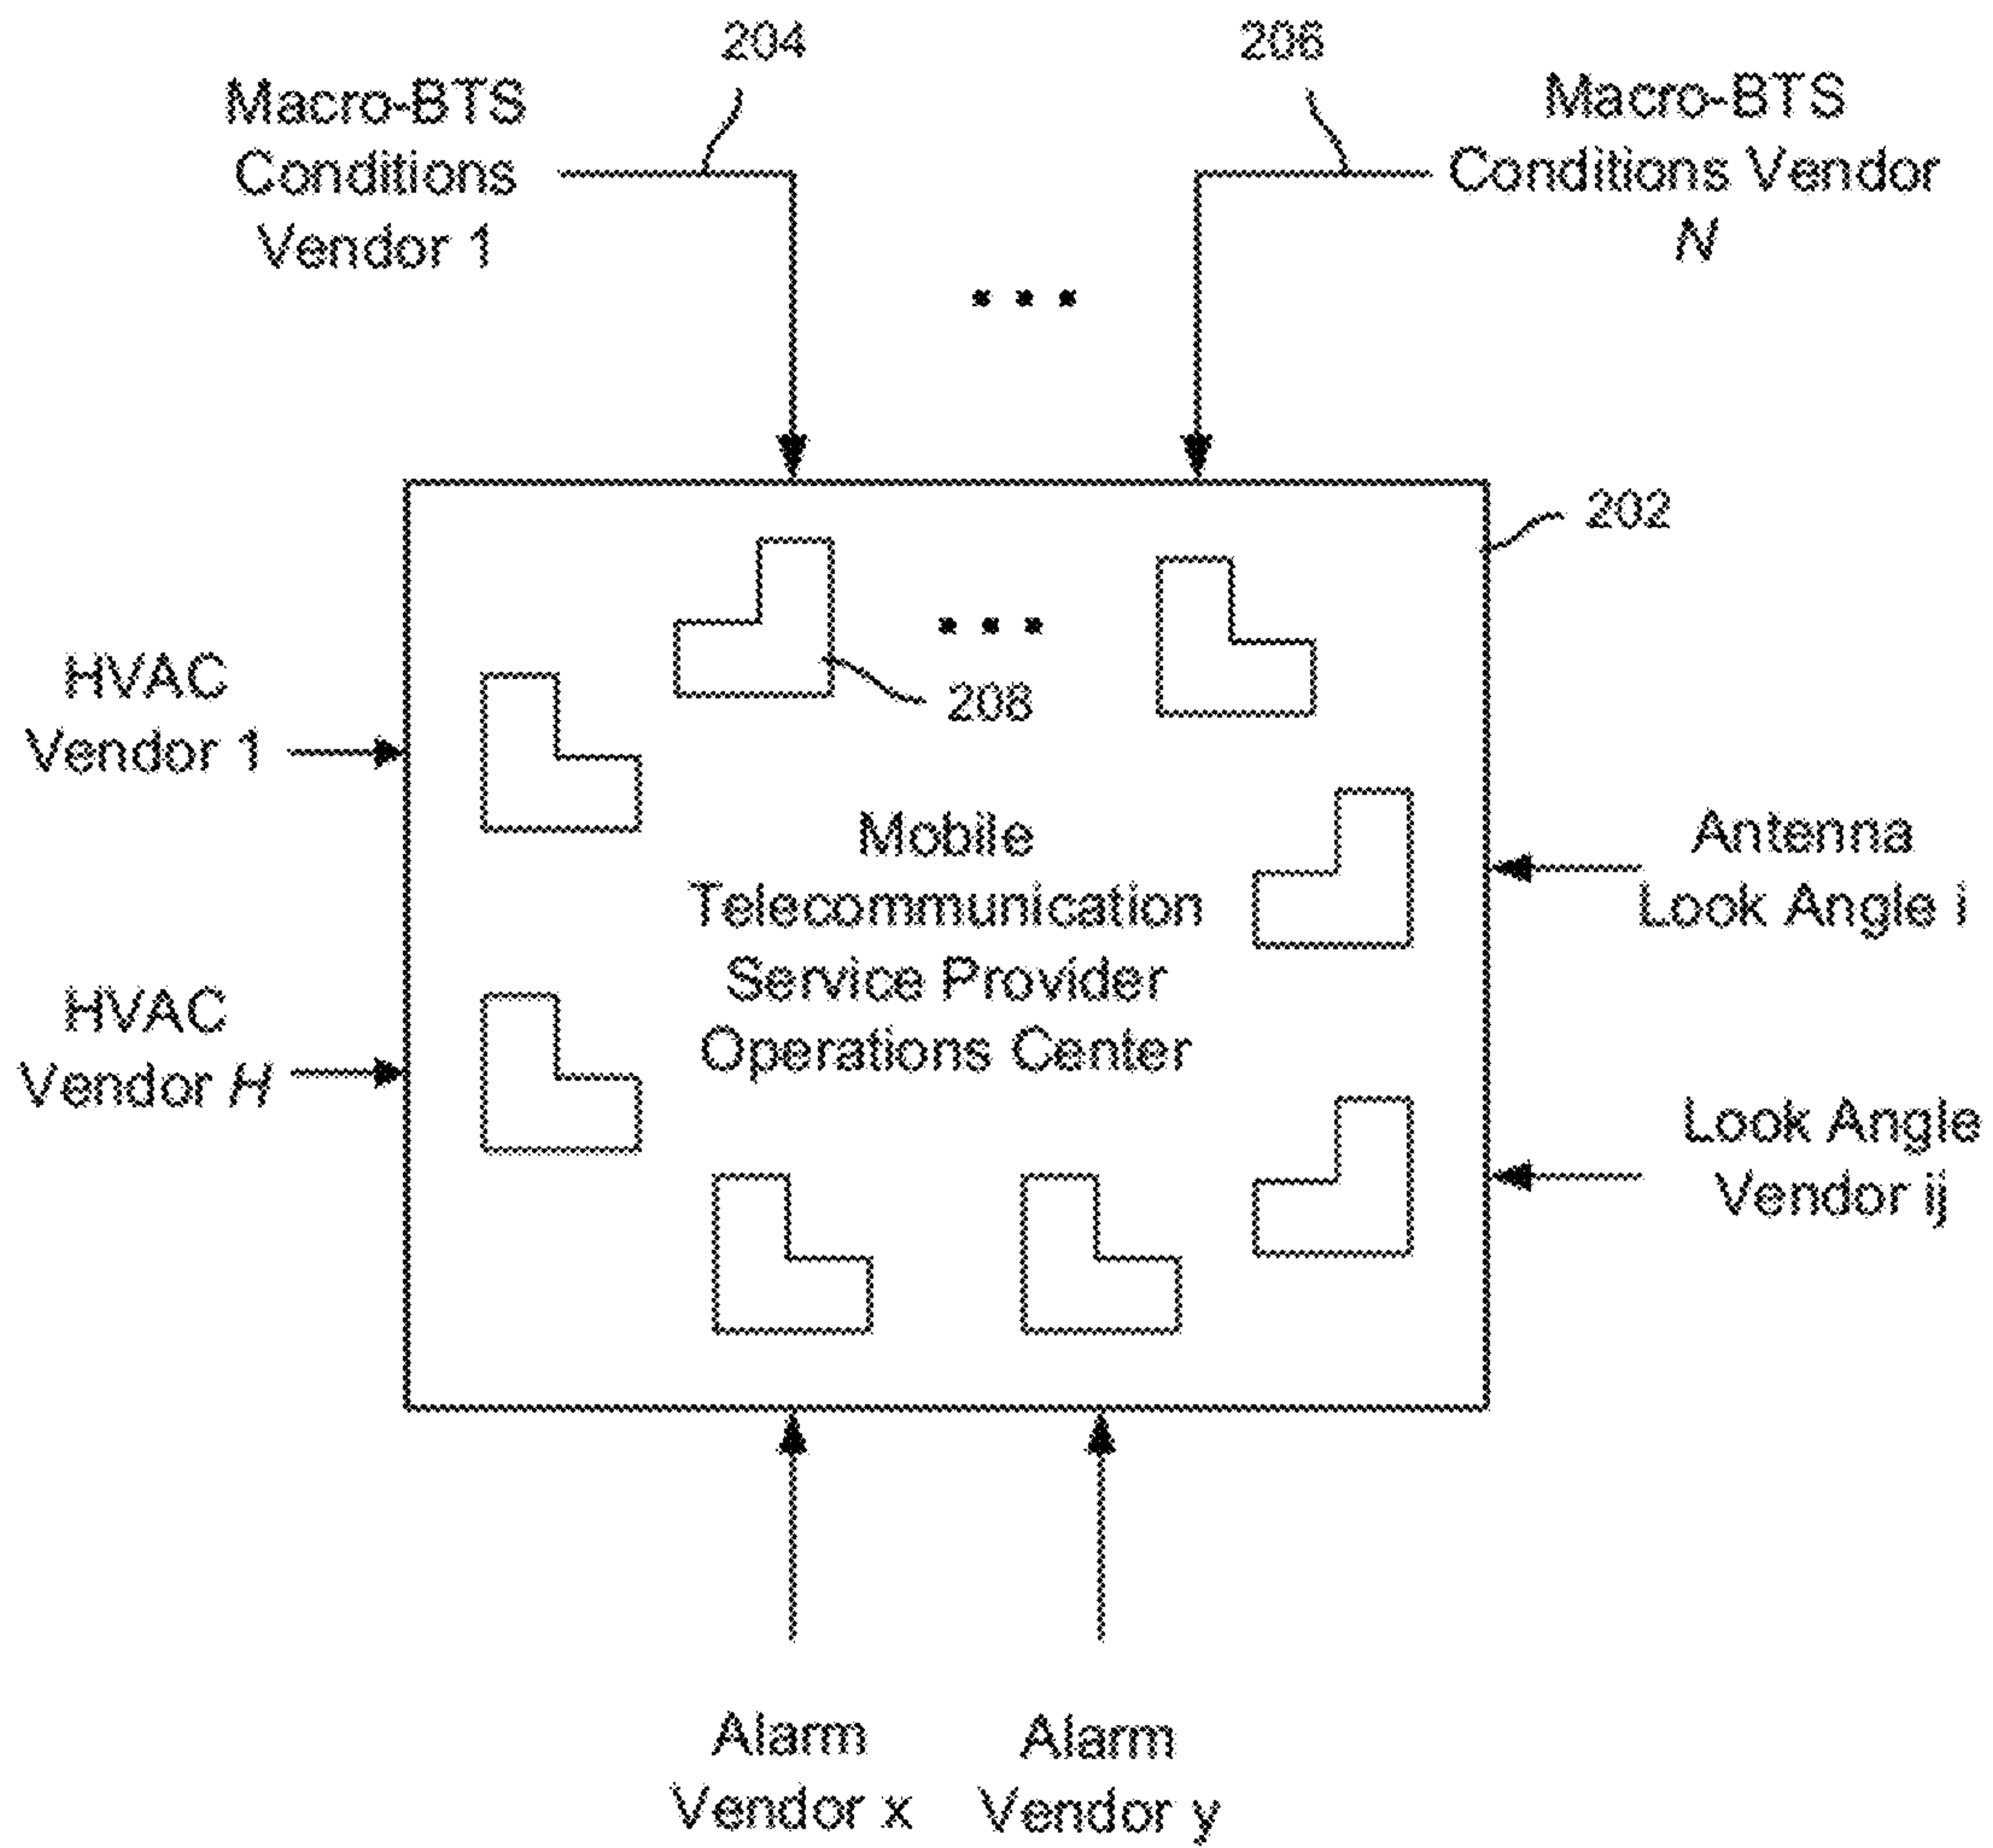 204
206
Macro-BTS
Conditions
Vendor 1
Macro-BTS
Conditions Vendor
N
202
208
HVAC
Vendor 1
HVAC
Vendor H
Mobile
Telecommunication
Service Provider
Operations Center
Antenna
Look Angle i
Look Angle
Vendor ij
Alarm
Vendor x
Alarm
Vendor y